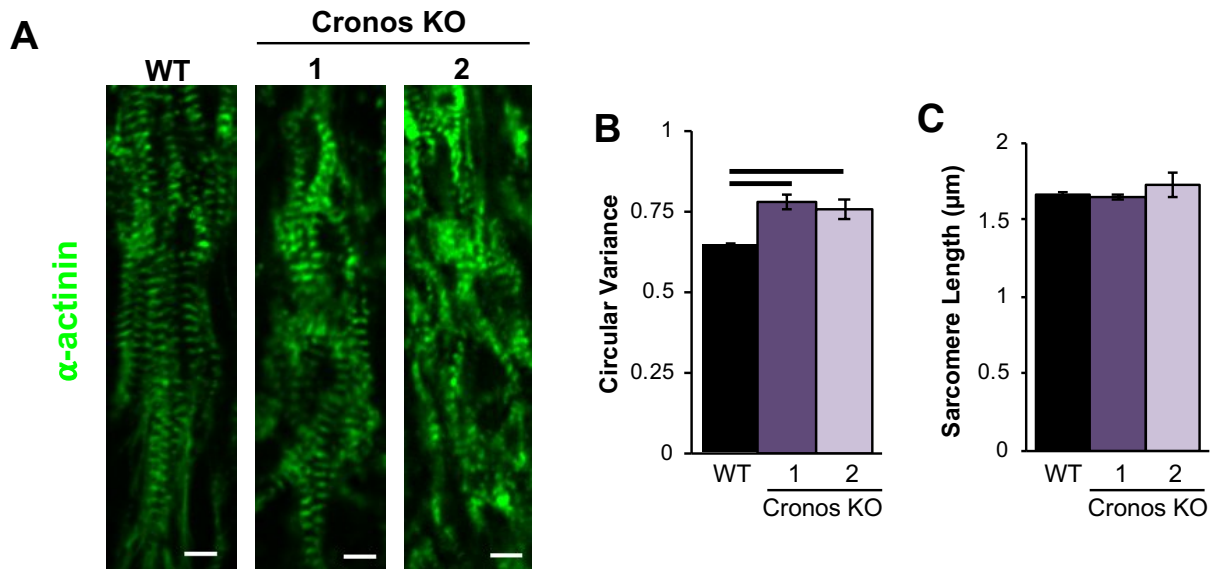 A
Cronos KO
WT
1
2
α-actinin
B
Circular Variance
1
0.75
0.5
0.25
0
WT
1
2
Cronos KO
C
Sarcomere Length (µm)
2
1.5
1
0.5
0
WT
1
2
Cronos KO